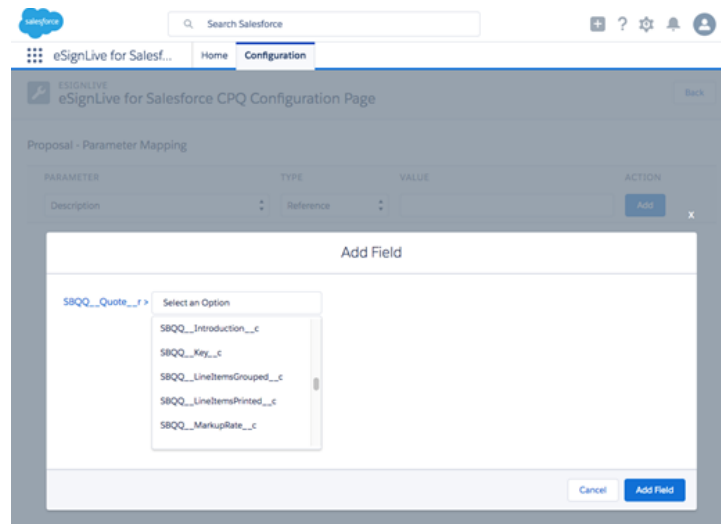 salesforce
Search Salesforce
eSignLive for Salesf...
Home
Configuration
ESIGNLIVE
eSignLive for Salesforce CPQ Configuration Page
Back
Proposal - Parameter Mapping
PARAMETER
TYPE
VALUE
ACTION
Description
Reference
Add
x
Add Field
SBQQ__Quote__r >
Select an Option
SBQQ__Introduction__c
SBQQ__Key__c
SBQQ__LineItemsGrouped__c
SBQQ__LineItemsPrinted__c
SBQQ__MarkupRate__c
Cancel
Add Field